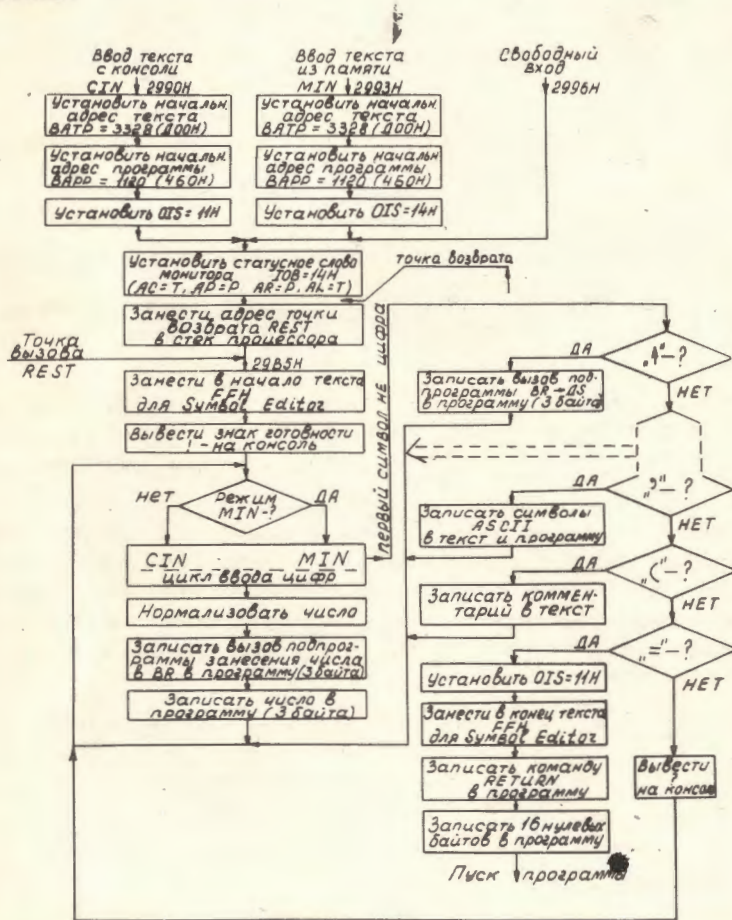 Ввод текста
с консоли
CIN 2990H
Ввод текста
из памяти
MIN 2993H
Свободный
вход
2996H
Установить начальн.
адрес текста
BATP = 3328 (Д00H)
Установить начальн.
адрес текста
BATP = 3328 (Д00H)
Установить начальн.
адрес программы
BAPP = 1120 (460H)
Установить начальн.
адрес программы
BAPP = 1120 (460H)
Установить OIS = 11H
Установить OIS = 14H
Установить статусное слово
монитора IOB = 14H
(AC = T, AP = P AR = P, AL = T)
точка возврата
Занести адрес точки
возврата REST
в стек процессора
Точка
вызова
REST
29B5H
Занести в начало текста
FFH
для Symbol Editor
Вывести знак готовности
! - на консоль
нет
Режим
MIN-?
ДА
CIN MIN
цикл ввода цифр
Нормализовать число
Записать вызов подпрог-
раммы занесения числа
в BR в программу (3 байта)
Записать число в
программу (3 байта)
первый символ не цифра
ДА
„↑“-?
НЕТ
Записать вызов под-
программы BR → ДS
в программу (3 байта)
ДА
„"“-?
НЕТ
Записать символы
ASCII
в текст и программу
ДА
„(“-?
НЕТ
Записать коммен-
тарий в текст
ДА
„=“-?
НЕТ
Установить OIS = 11H
Занести в конец текста
FFH
для Symbol Editor
Записать команду
RETURN
в программу
Записать 16 нулевых
байтов в программу
Вывести
?
на консоль
Пуск программы